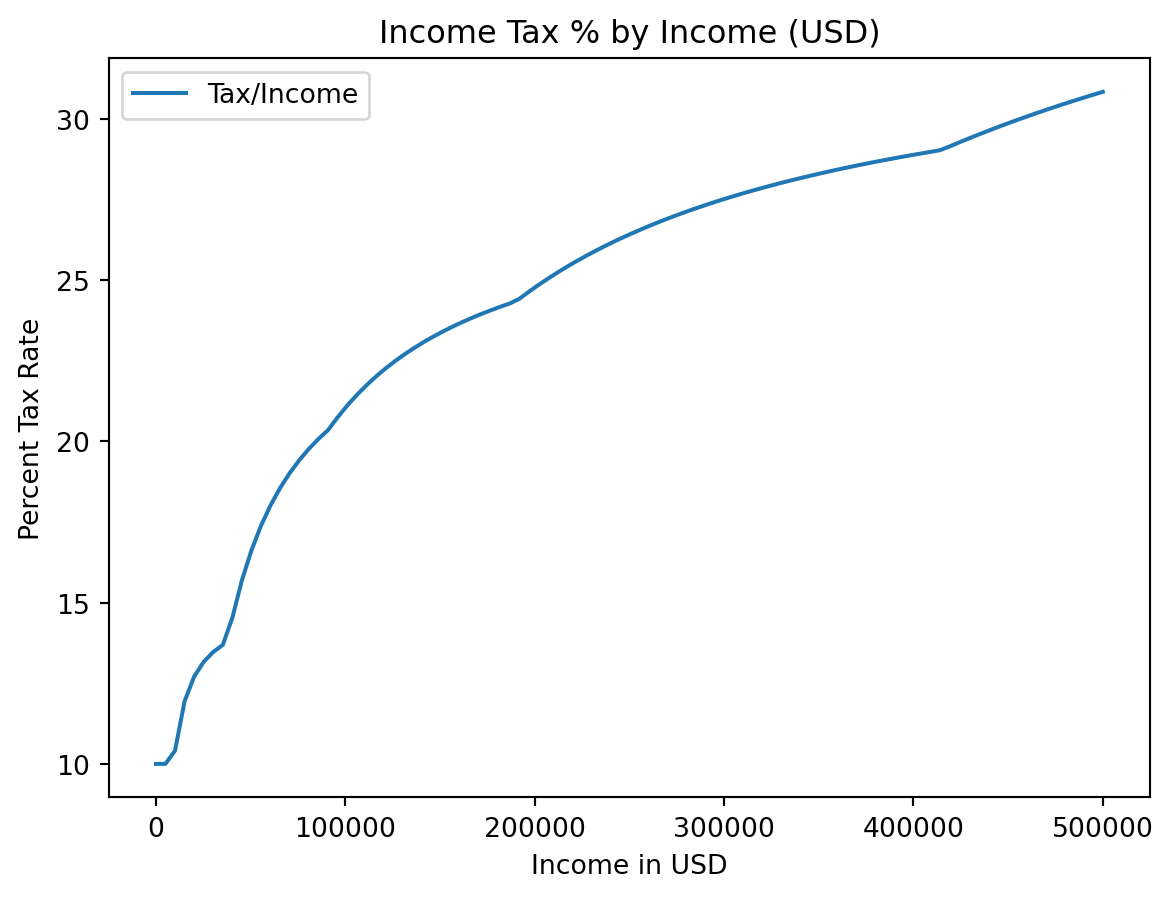 Income Tax % by Income (USD)
Tax/Income
Percent Tax Rate
30
25
20
15
10
0 100000 200000 300000 400000 500000
Income in USD